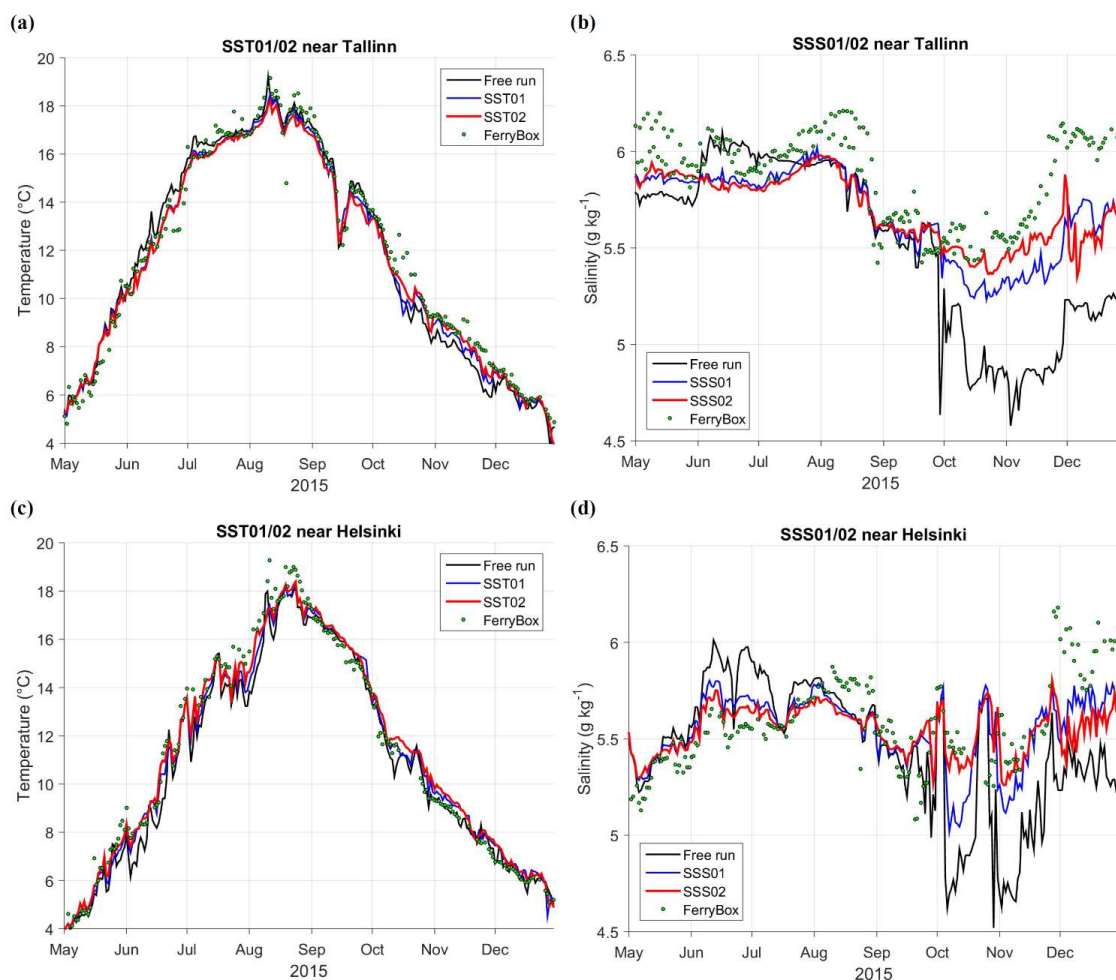 (a)
SST01/02 near Tallinn
20
18
16
14
12
10
8
6
4
Temperature (°C)
Free run
SST01
SST02
FerryBox
May Jun Jul Aug Sep Oct Nov Dec
2015
(b)
SSS01/02 near Tallinn
6.5
6
5.5
5
4.5
Salinity (g kg⁻¹)
Free run
SSS01
SSS02
FerryBox
May Jun Jul Aug Sep Oct Nov Dec
2015
(c)
SST01/02 near Helsinki
20
18
16
14
12
10
8
6
4
Temperature (°C)
Free run
SST01
SST02
FerryBox
May Jun Jul Aug Sep Oct Nov Dec
2015
(d)
SSS01/02 near Helsinki
6.5
6
5.5
5
4.5
Salinity (g kg⁻¹)
Free run
SSS01
SSS02
FerryBox
May Jun Jul Aug Sep Oct Nov Dec
2015